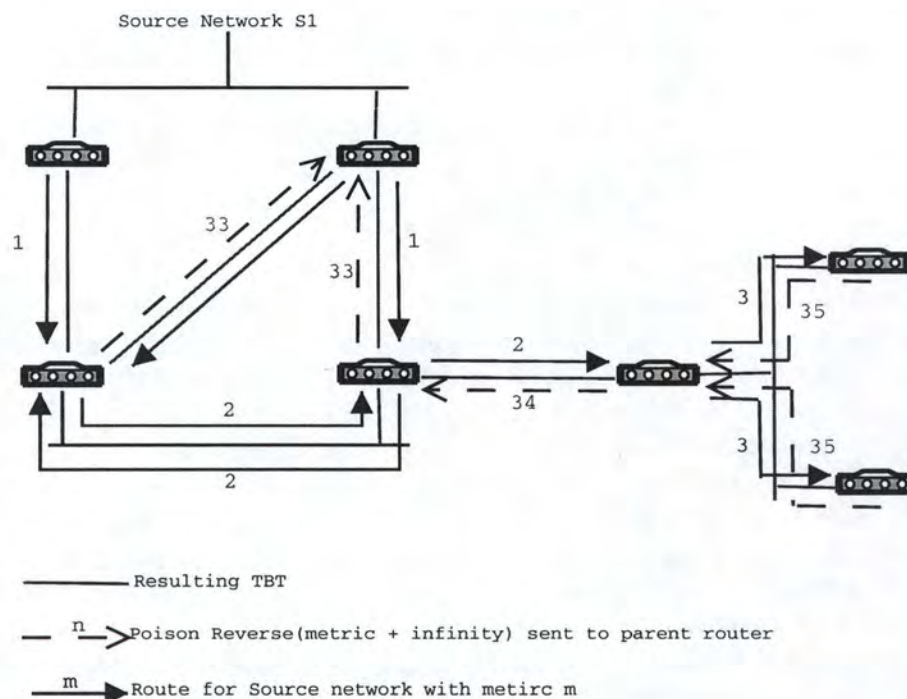 Source Network S1
33
1
33
1
3
35
2
34
2
2
3
35
Resulting TBT
n
Poison Reverse(metric + infinity) sent to parent router
m
Route for Source network with metirc m